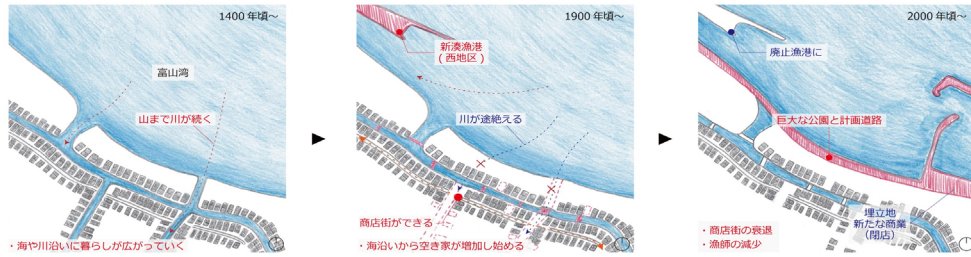 1400 年頃～
富山湾
山まで川が続く
・海や川沿いに暮らしが広がっていく
1900 年頃～
新湊漁港
( 西地区 )
川が途絶える
商店街ができる
・海沿いから空き家が増加し始める
2000 年頃～
廃止漁港に
巨大な公園と計画道路
埋立地
新たな商業
（閉店）
・商店街の衰退
・漁師の減少